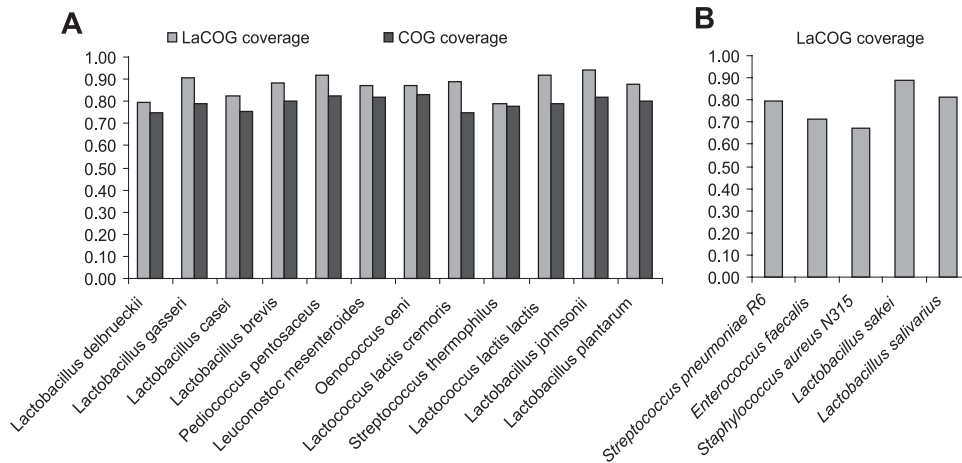 A
LaCOG coverage
COG coverage
1.00
0.90
0.80
0.70
0.60
0.50
0.40
0.30
0.20
0.10
0.00
Lactobacillus delbrueckii
Lactobacillus gasseri
Lactobacillus casei
Lactobacillus brevis
Pediococcus pentosaceus
Leuconostoc mesenteroides
Oenococcus oeni
Lactococcus lactis cremoris
Streptococcus thermophilus
Lactococcus lactis lactis
Lactobacillus johnsonii
Lactobacillus plantarum
B
LaCOG coverage
1.00
0.90
0.80
0.70
0.60
0.50
0.40
0.30
0.20
0.10
0.00
Streptococcus pneumoniae R6
Enterococcus faecalis
Staphylococcus aureus N315
Lactobacillus sakei
Lactobacillus salivarius